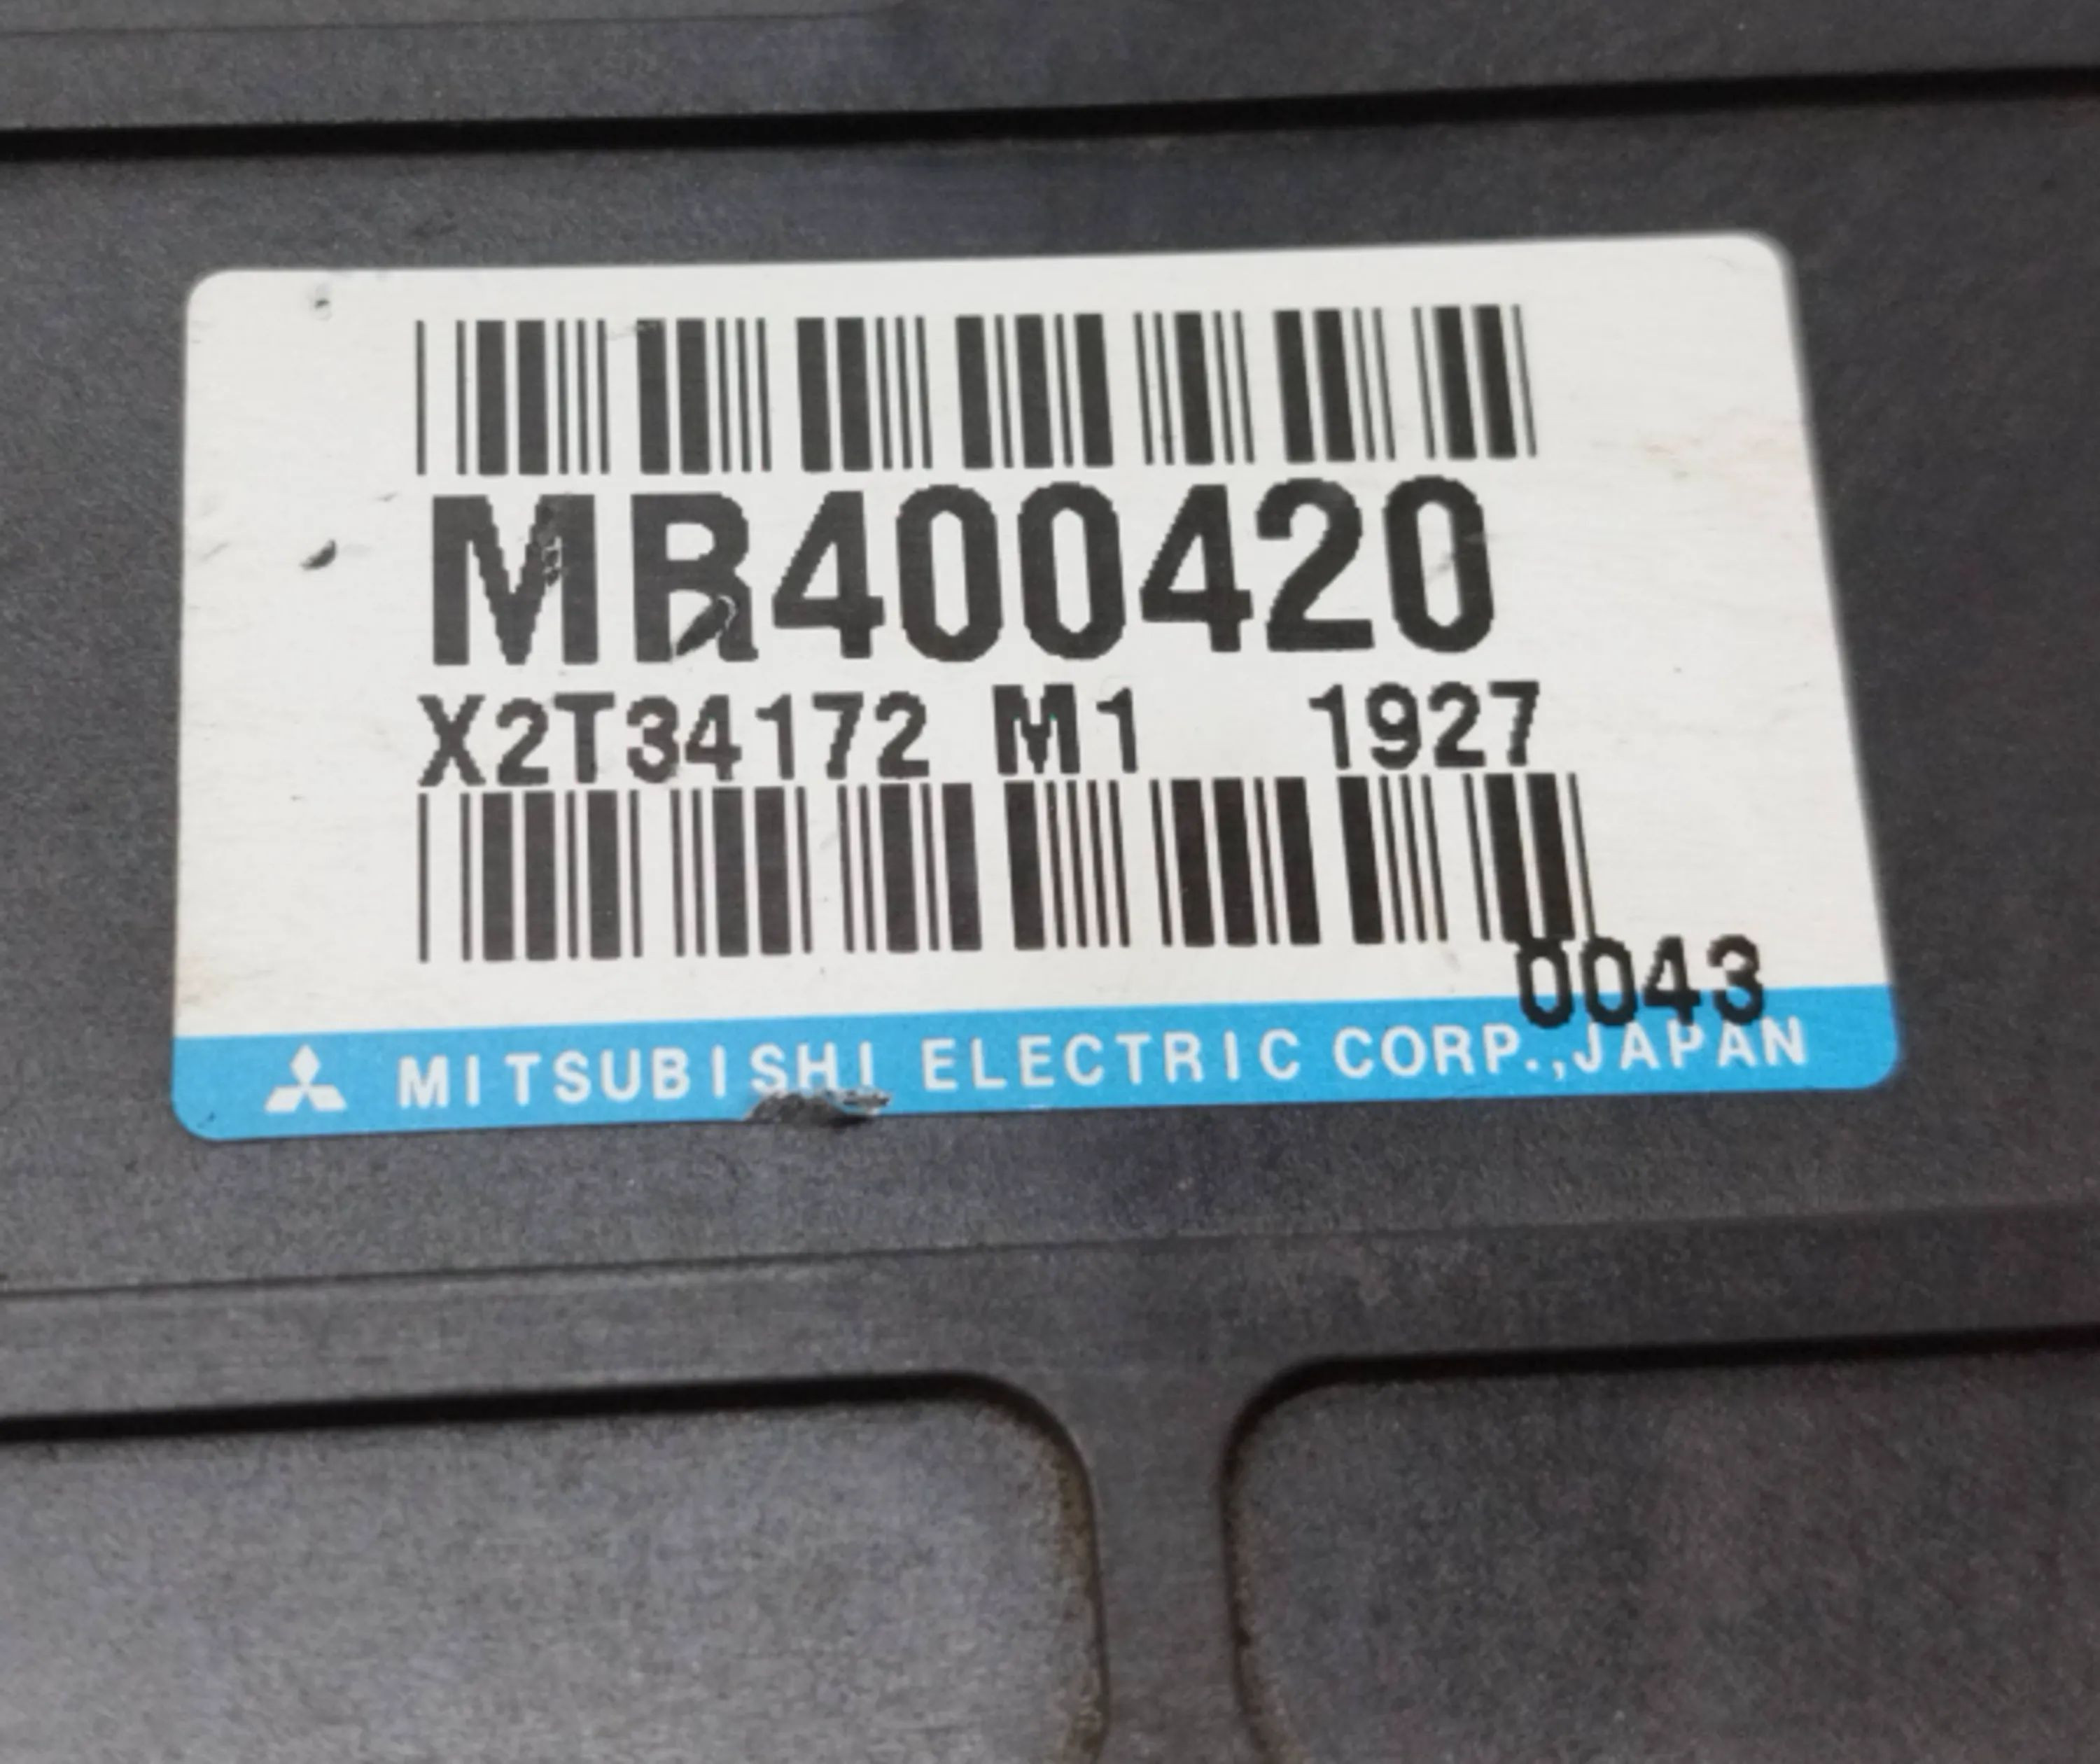 MR400420
X2T34172 M1 1927
0043
MITSUBISHI ELECTRIC CORP.,JAPAN